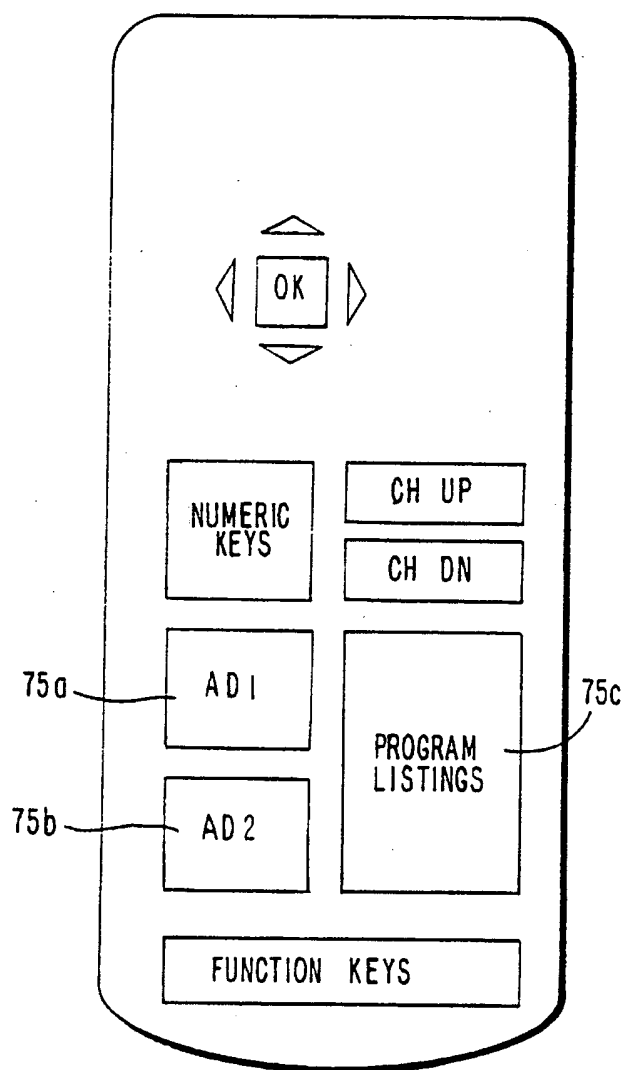 OK
NUMERIC
KEYS
CH UP
CH DN
75a
AD1
PROGRAM
LISTINGS
75c
75b
AD2
FUNCTION KEYS